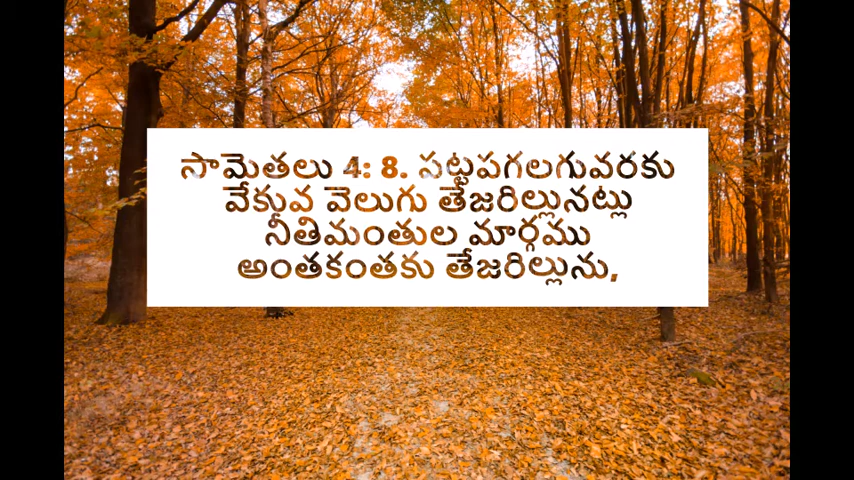 సామెతలు 4: 8. పట్టపగలగువరకు
వేకువ వెలుగు తేజరిల్లునట్లు
నీతిమంతుల మార్గము
అంతకంతకు తేజరిల్లును,